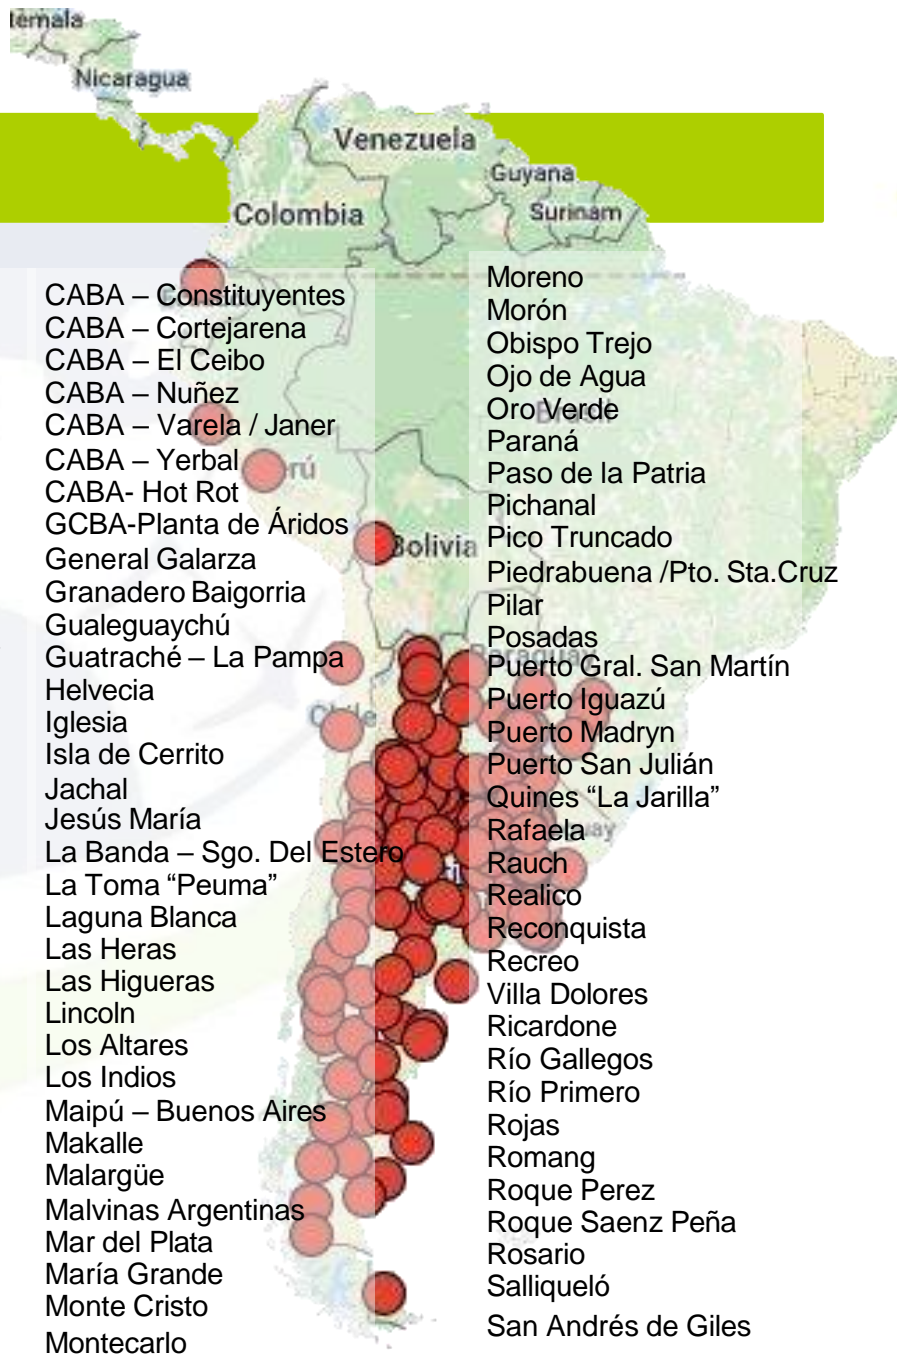 Nicaragua
Venezuela
Guyana
Surinam
Colombia
CABA – Constituyentes
CABA – Cortejarena
CABA – El Ceibo
CABA – Nuñez
CABA – Varela / Janer
CABA – Yerbal
CABA- Hot Rot
GCBA-Planta de Áridos
General Galarza
Granadero Baigorria
Gualeguaychú
Guatraché – La Pampa
Helvecia
Iglesia
Isla de Cerrito
Jachal
Jesús María
La Banda – Sgo. Del Estero
La Toma “Peuma”
Laguna Blanca
Las Heras
Las Higueras
Lincoln
Los Altares
Los Indios
Maipú – Buenos Aires
Makalle
Malargüe
Malvinas Argentinas
Mar del Plata
María Grande
Monte Cristo
Montecarlo
Moreno
Morón
Obispo Trejo
Ojo de Agua
Oro Verde
Paraná
Paso de la Patria
Pichanal
Pico Truncado
Piedrabuena /Pto. Sta.Cruz
Pilar
Posadas
Puerto Gral. San Martín
Puerto Iguazú
Puerto Madryn
Puerto San Julián
Quines “La Jarilla”
Rafaela
Rauch
Realico
Reconquista
Recreo
Villa Dolores
Ricardone
Río Gallegos
Río Primero
Rojas
Romang
Roque Perez
Roque Saenz Peña
Rosario
Salliqueló
San Andrés de Giles
Brasil
Bolivia
Paraguay
Chile